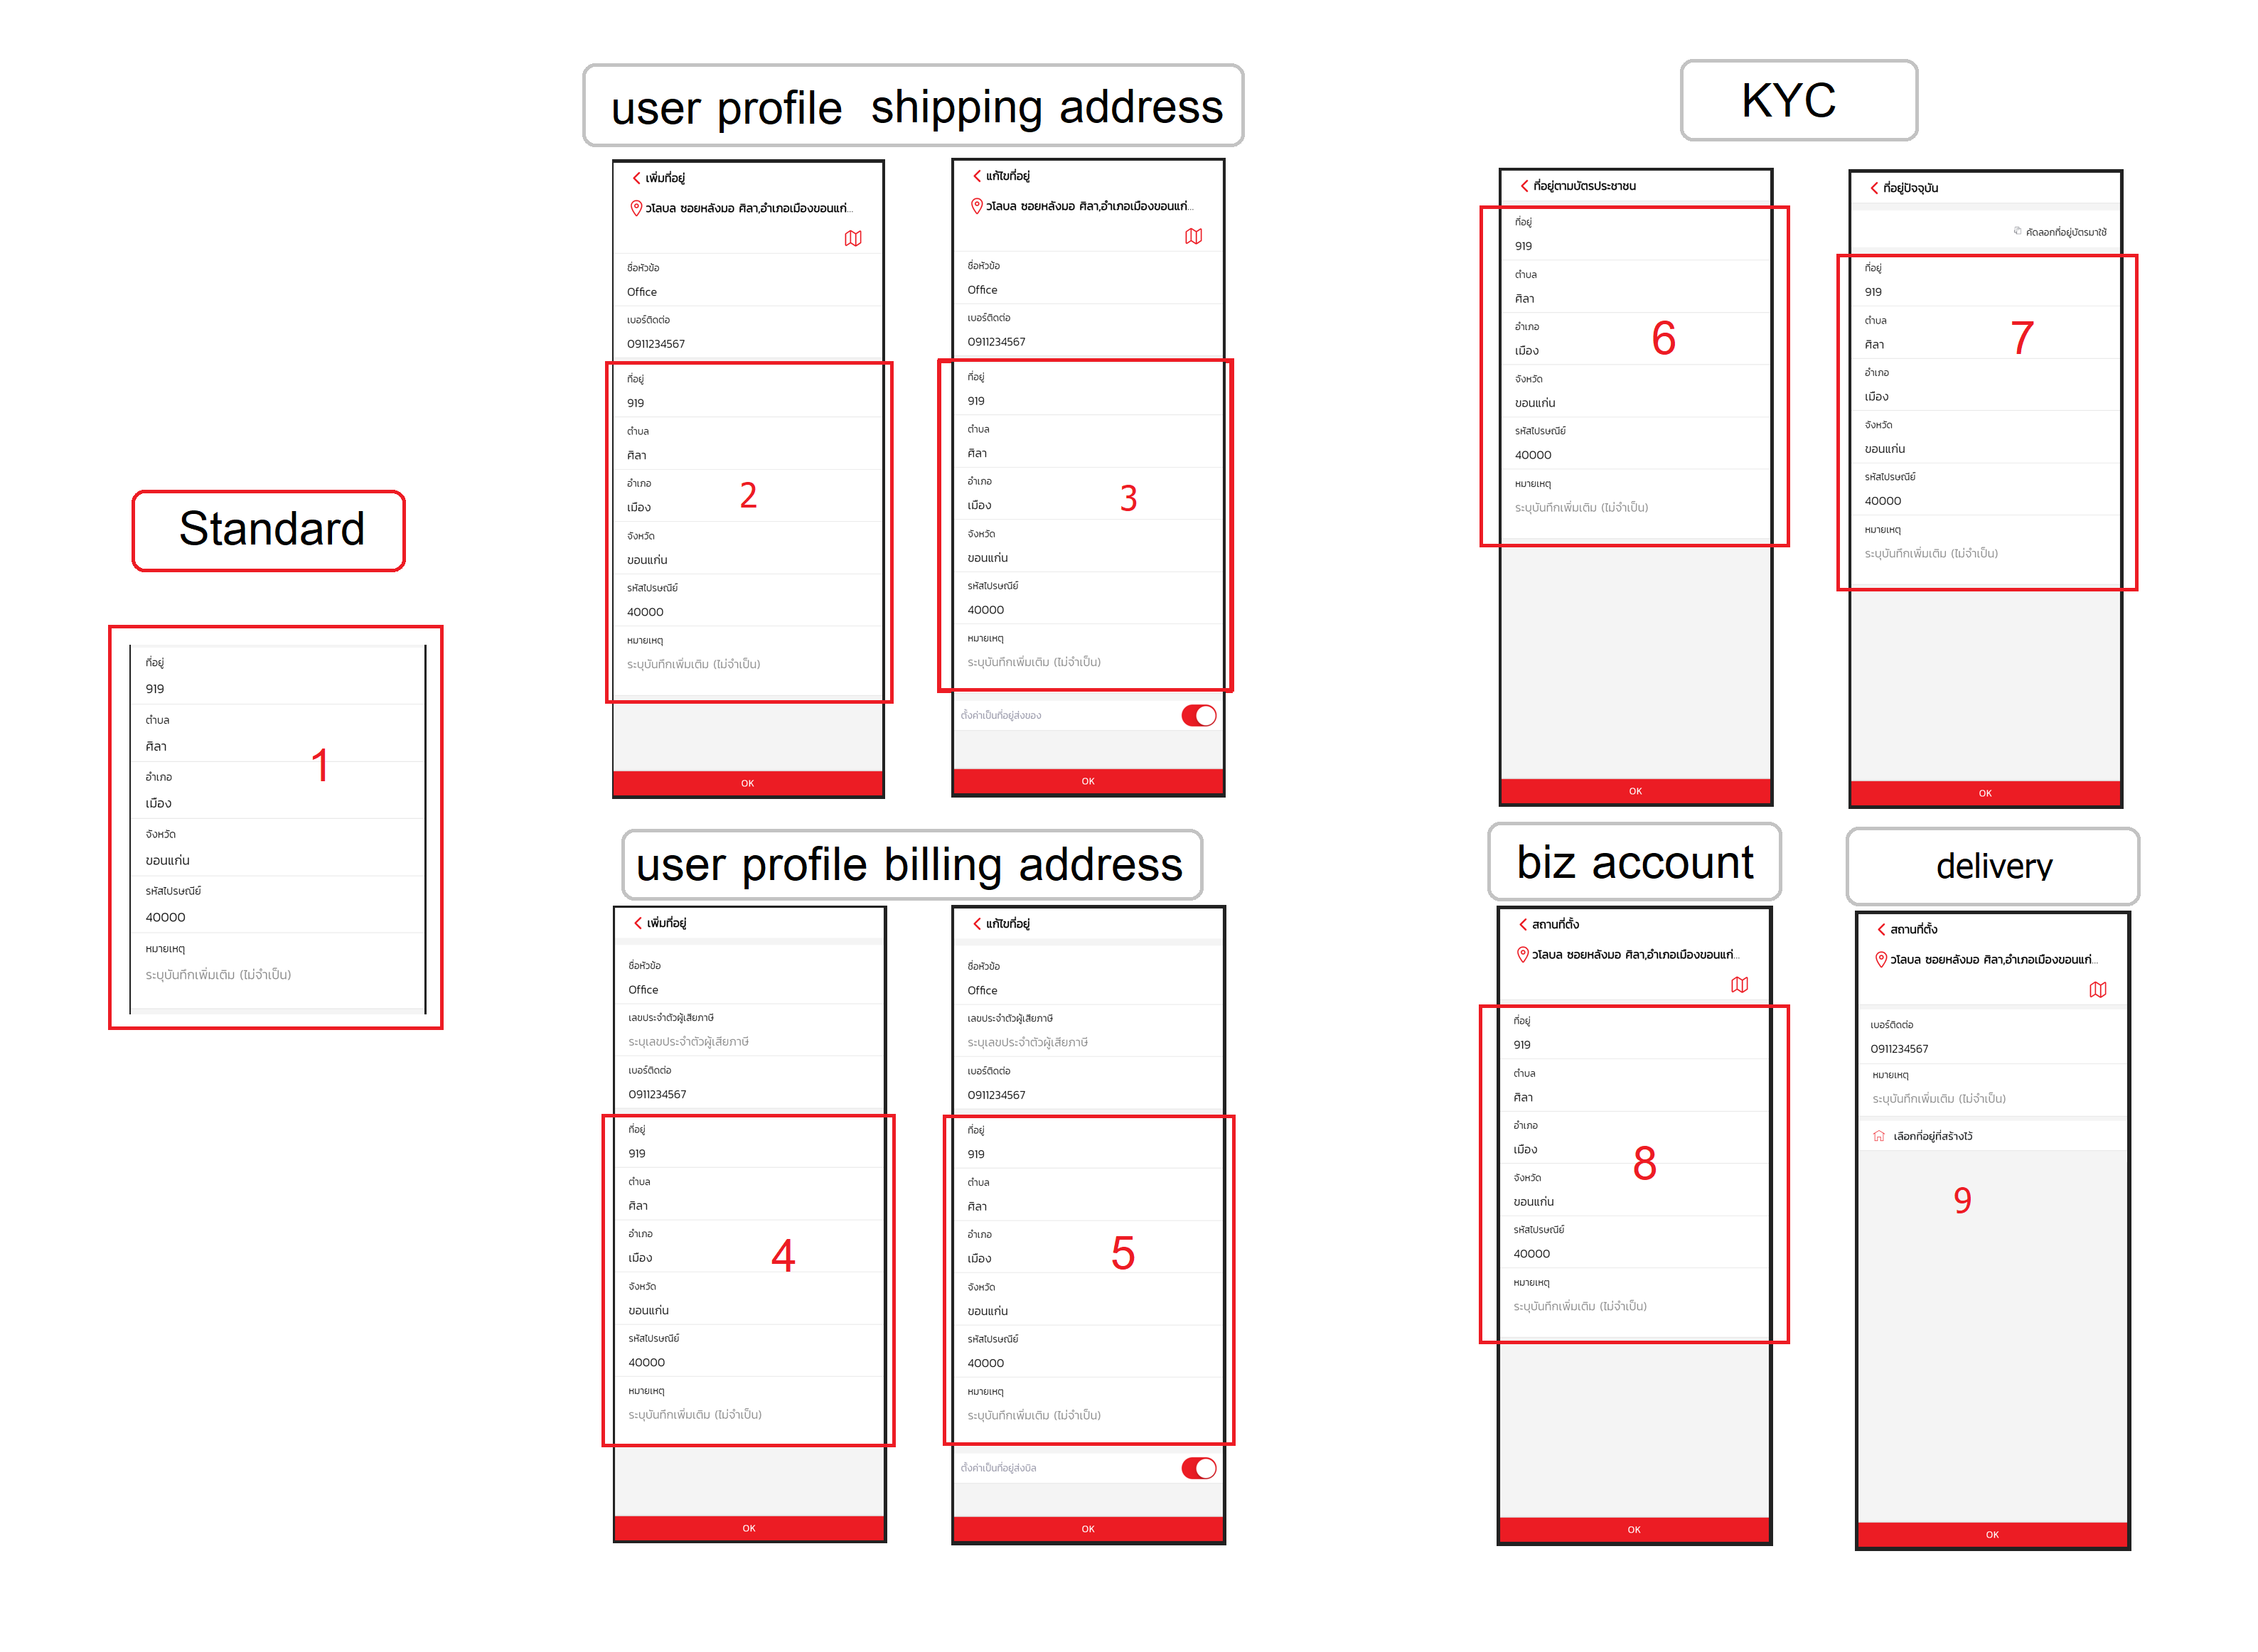 Standard
ที่อยู่
919
ตำบล
ศิลา
1
อำเภอ
เมือง
จังหวัด
ขอนแก่น
รหัสไปรษณีย์
40000
หมายเหตุ
ระบุบันทึกเพิ่มเติม (ไม่จำเป็น)
user profile shipping address
เพิ่มที่อยู่
วโลบล ซอยหลังมอ ศิลา,อำเภอเมืองขอนแก่...
ชื่อหัวข้อ
Office
เบอร์ติดต่อ
0911234567
ที่อยู่
919
ตำบล
ศิลา
อำเภอ
2
เมือง
จังหวัด
ขอนแก่น
รหัสไปรษณีย์
40000
หมายเหตุ
ระบุบันทึกเพิ่มเติม (ไม่จำเป็น)
OK
แก้ไขที่อยู่
วโลบล ซอยหลังมอ ศิลา,อำเภอเมืองขอนแก่...
ชื่อหัวข้อ
Office
เบอร์ติดต่อ
0911234567
ที่อยู่
919
ตำบล
ศิลา
อำเภอ
3
เมือง
จังหวัด
ขอนแก่น
รหัสไปรษณีย์
40000
หมายเหตุ
ระบุบันทึกเพิ่มเติม (ไม่จำเป็น)
ตั้งค่าเป็นที่อยู่ส่งของ
OK
user profile billing address
เพิ่มที่อยู่
ชื่อหัวข้อ
Office
เลขประจำตัวผู้เสียภาษี
ระบุเลขประจำตัวผู้เสียภาษี
เบอร์ติดต่อ
0911234567
ที่อยู่
919
ตำบล
ศิลา
อำเภอ
4
เมือง
จังหวัด
ขอนแก่น
รหัสไปรษณีย์
40000
หมายเหตุ
ระบุบันทึกเพิ่มเติม (ไม่จำเป็น)
OK
แก้ไขที่อยู่
ชื่อหัวข้อ
Office
เลขประจำตัวผู้เสียภาษี
ระบุเลขประจำตัวผู้เสียภาษี
เบอร์ติดต่อ
0911234567
ที่อยู่
919
ตำบล
ศิลา
อำเภอ
5
เมือง
จังหวัด
ขอนแก่น
รหัสไปรษณีย์
40000
หมายเหตุ
ระบุบันทึกเพิ่มเติม (ไม่จำเป็น)
ตั้งค่าเป็นที่อยู่ส่งบิล
OK
KYC
ที่อยู่ตามบัตรประชาชน
ที่อยู่
919
ตำบล
ศิลา
อำเภอ
6
เมือง
จังหวัด
ขอนแก่น
รหัสไปรษณีย์
40000
หมายเหตุ
ระบุบันทึกเพิ่มเติม (ไม่จำเป็น)
OK
ที่อยู่ปัจจุบัน
คัดลอกที่อยู่บัตรมาใช้
ที่อยู่
919
ตำบล
7
ศิลา
อำเภอ
เมือง
จังหวัด
ขอนแก่น
รหัสไปรษณีย์
40000
หมายเหตุ
ระบุบันทึกเพิ่มเติม (ไม่จำเป็น)
OK
biz account
สถานที่ตั้ง
วโลบล ซอยหลังมอ ศิลา,อำเภอเมืองขอนแก่...
ที่อยู่
919
ตำบล
ศิลา
อำเภอ
เมือง
8
จังหวัด
ขอนแก่น
รหัสไปรษณีย์
40000
หมายเหตุ
ระบุบันทึกเพิ่มเติม (ไม่จำเป็น)
OK
delivery
สถานที่ตั้ง
วโลบล ซอยหลังมอ ศิลา,อำเภอเมืองขอนแก่...
เบอร์ติดต่อ
0911234567
หมายเหตุ
ระบุบันทึกเพิ่มเติม (ไม่จำเป็น)
เลือกที่อยู่ที่สร้างไว้
9
OK